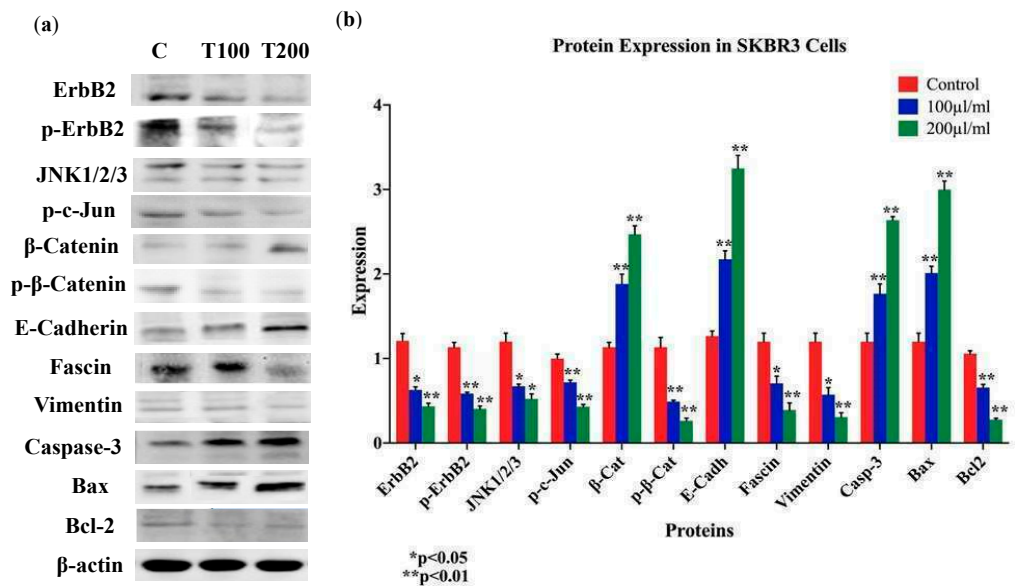 (a)
C T100 T200
ErbB2
p-ErbB2
JNK1/2/3
p-c-Jun
β-Catenin
p-β-Catenin
E-Cadherin
Fascin
Vimentin
Caspase-3
Bax
Bcl-2
β-actin
(b)
Protein Expression in SKBR3 Cells
Control
100µl/ml
200µl/ml
Expression
4
3
2
1
0
* ** ** ** * * ** ** ** ** ** ** ** ** * ** * ** ** ** ** ** ** **
ErbB2 p-ErbB2 JNK1/2/3 p-c-Jun β-Cat p-β-Cat E-Cadh Fascin Vimentin Casp-3 Bax Bcl2
Proteins
*p<0.05
**p<0.01